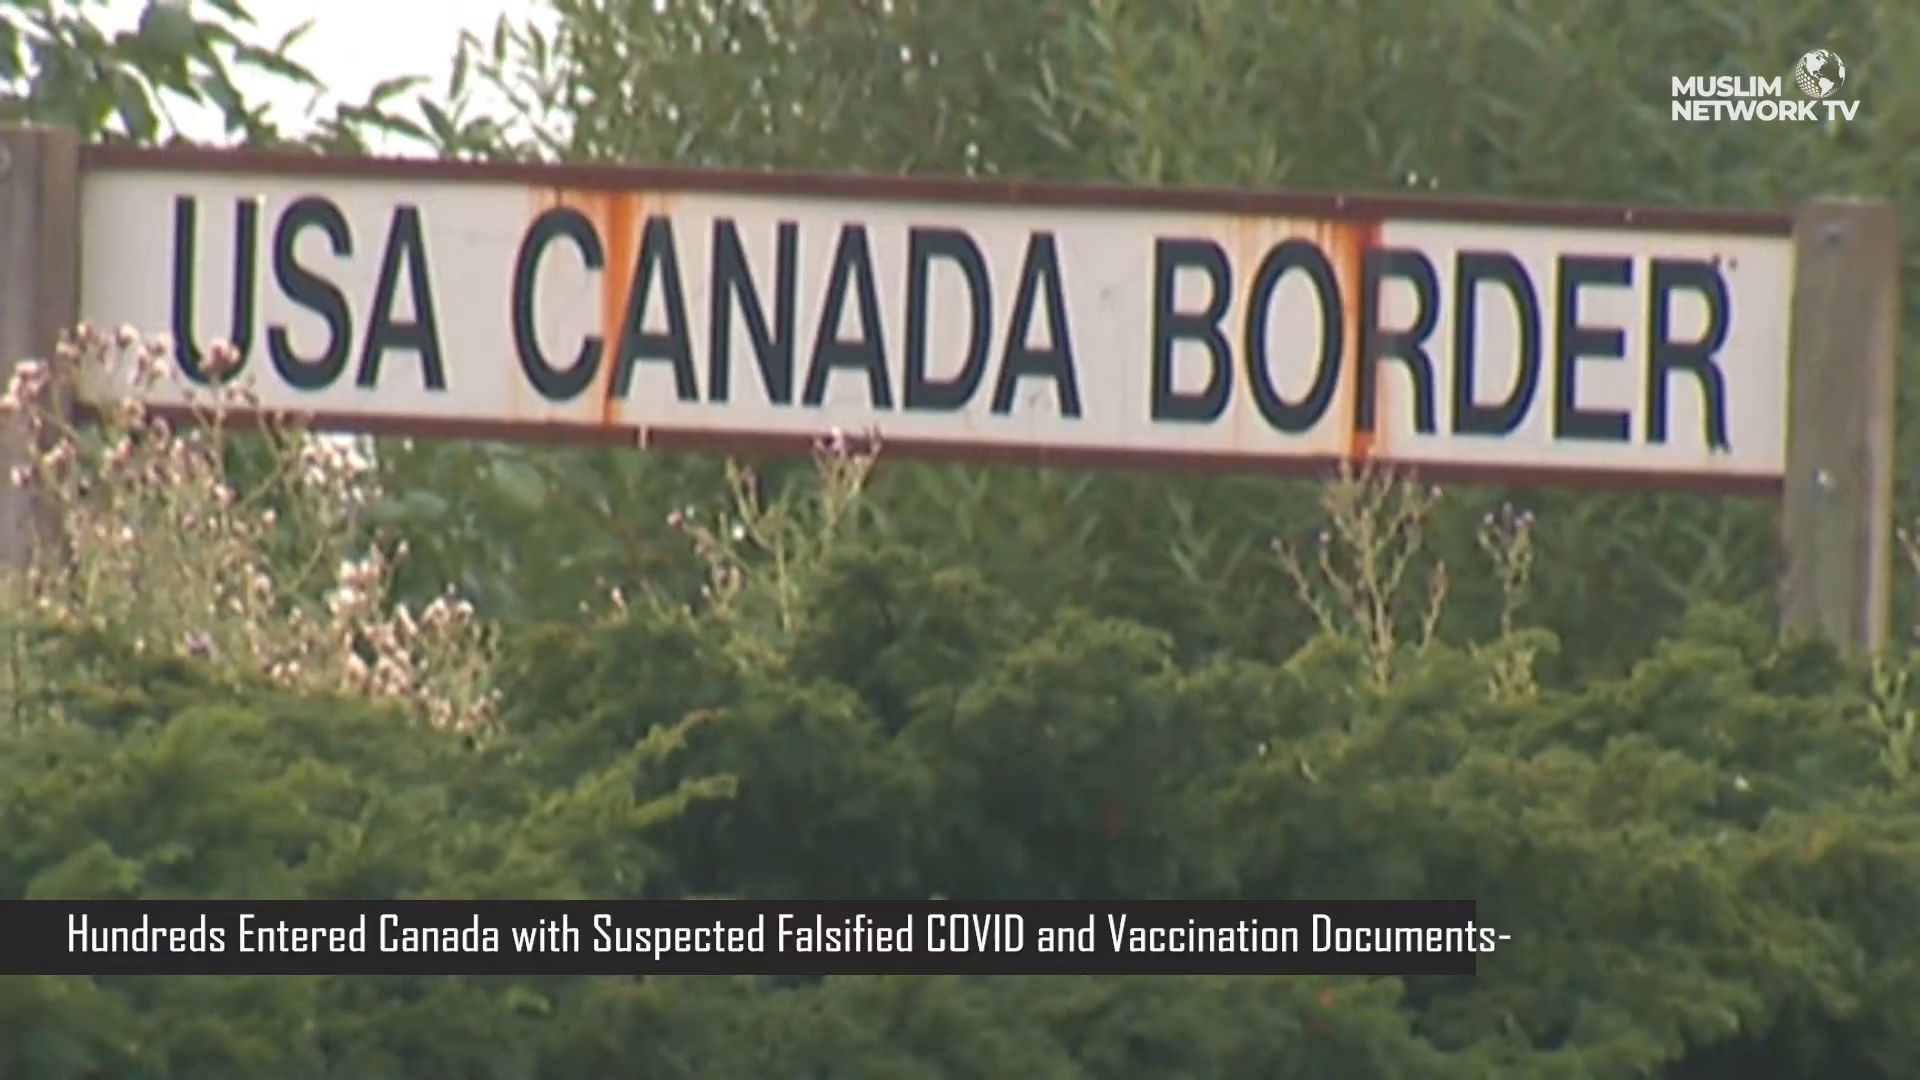 MUSLIM
NETWORK TV
USA CANADA BORDER
Hundreds Entered Canada with Suspected Falsified COVID and Vaccination Documents-